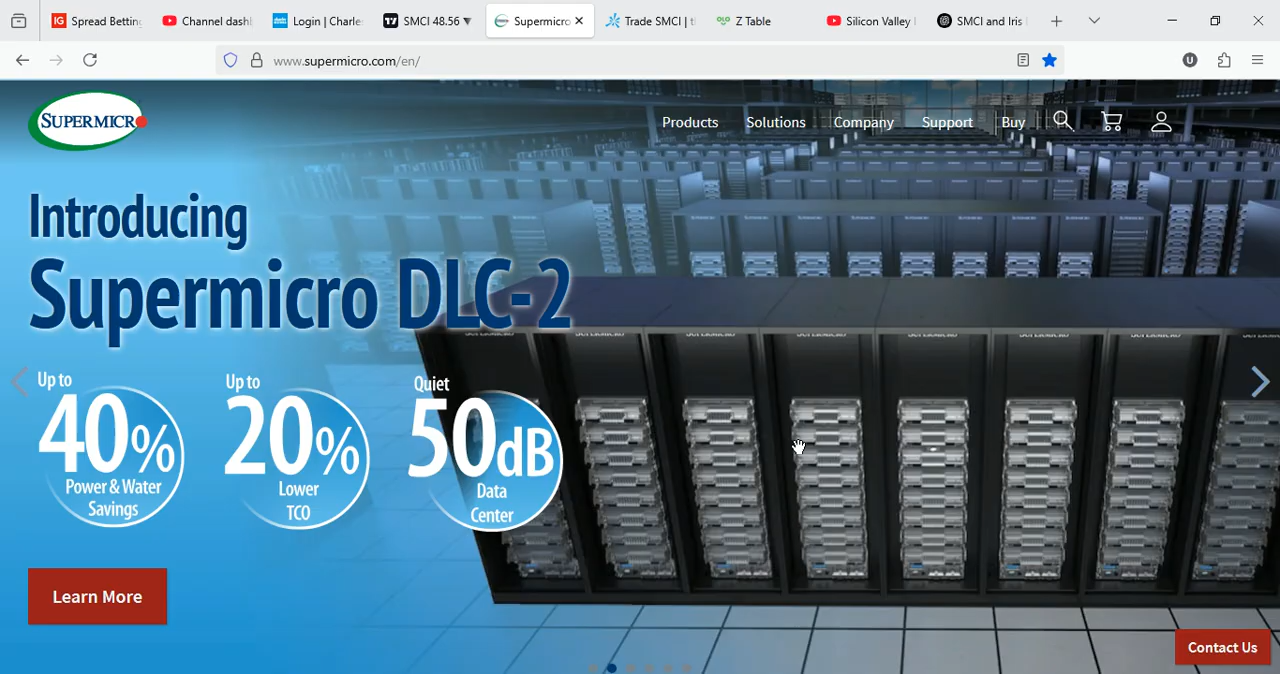 Spread Betting
Channel dash
Login | Charle
SMCI 48.56 ▼
Supermicro
Trade SMCI | ti
Z Table
Silicon Valley
SMCI and Iris
www.supermicro.com/en/
SUPERMICRO
Products
Solutions
Company
Support
Buy
Introducing
Supermicro DLC-2
Up to
40%
Power & Water
Savings
Up to
20%
Lower
TCO
Quiet
50dB
Data
Center
Learn More
Contact Us